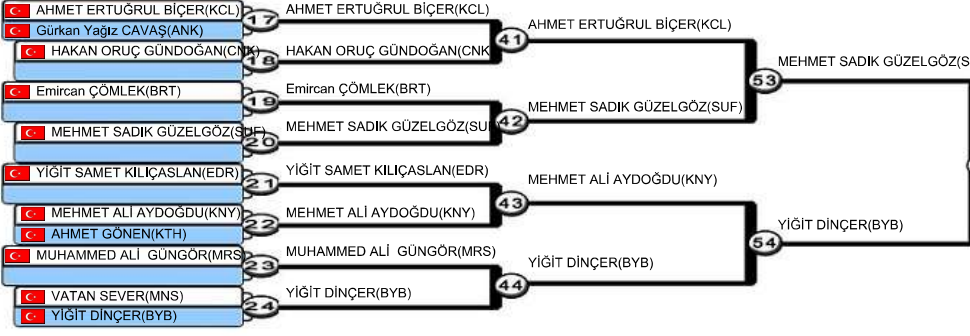 AHMET ERTUĞRUL BİÇER(KCL)
Gürkan Yağız CAVAŞ(ANK)
17
AHMET ERTUĞRUL BİÇER(KCL)
HAKAN ORUÇ GÜNDOĞAN(CNK)
18
HAKAN ORUÇ GÜNDOĞAN(CNK
41
AHMET ERTUĞRUL BİÇER(KCL)
Emircan ÇÖMLEK(BRT)
19
Emircan ÇÖMLEK(BRT)
MEHMET SADIK GÜZELGÖZ(SUF)
20
MEHMET SADIK GÜZELGÖZ(SUF
42
MEHMET SADIK GÜZELGÖZ(SUF)
53
MEHMET SADIK GÜZELGÖZ(S
YİĞİT SAMET KILIÇASLAN(EDR)
21
YİĞİT SAMET KILIÇASLAN(EDR)
MEHMET ALİ AYDOĞDU(KNY)
AHMET GÖNEN(KTH)
22
MEHMET ALİ AYDOĞDU(KNY)
43
MEHMET ALİ AYDOĞDU(KNY)
MUHAMMED ALİ GÜNGÖR(MRS)
23
MUHAMMED ALİ GÜNGÖR(MRS)
VATAN SEVER(MNS)
YİĞİT DİNÇER(BYB)
24
YİĞİT DİNÇER(BYB)
44
YİĞİT DİNÇER(BYB)
54
YİĞİT DİNÇER(BYB)